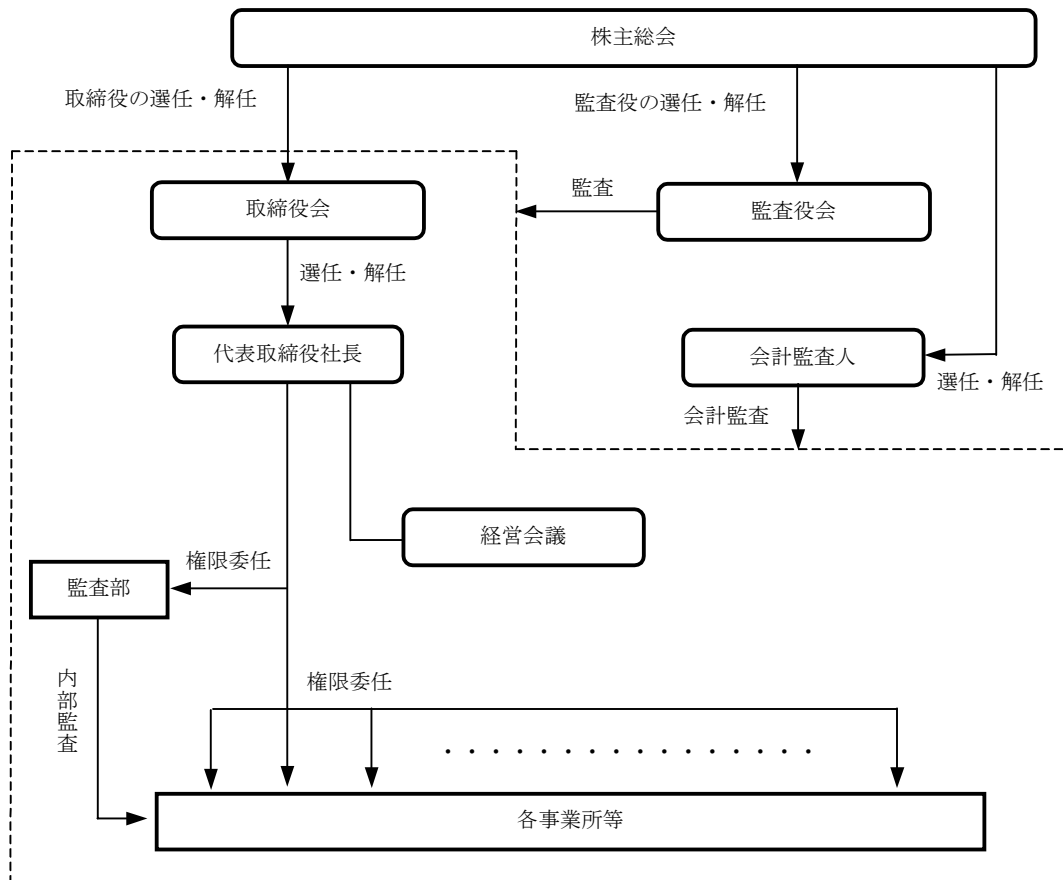 株主総会
取締役の選任・解任
監査役の選任・解任
取締役会
監査
監査役会
選任・解任
代表取締役社長
会計監査人
選任・解任
会計監査
経営会議
権限委任
監査部
内部監査
権限委任
・・・・・・・・・・・・・・・・
各事業所等